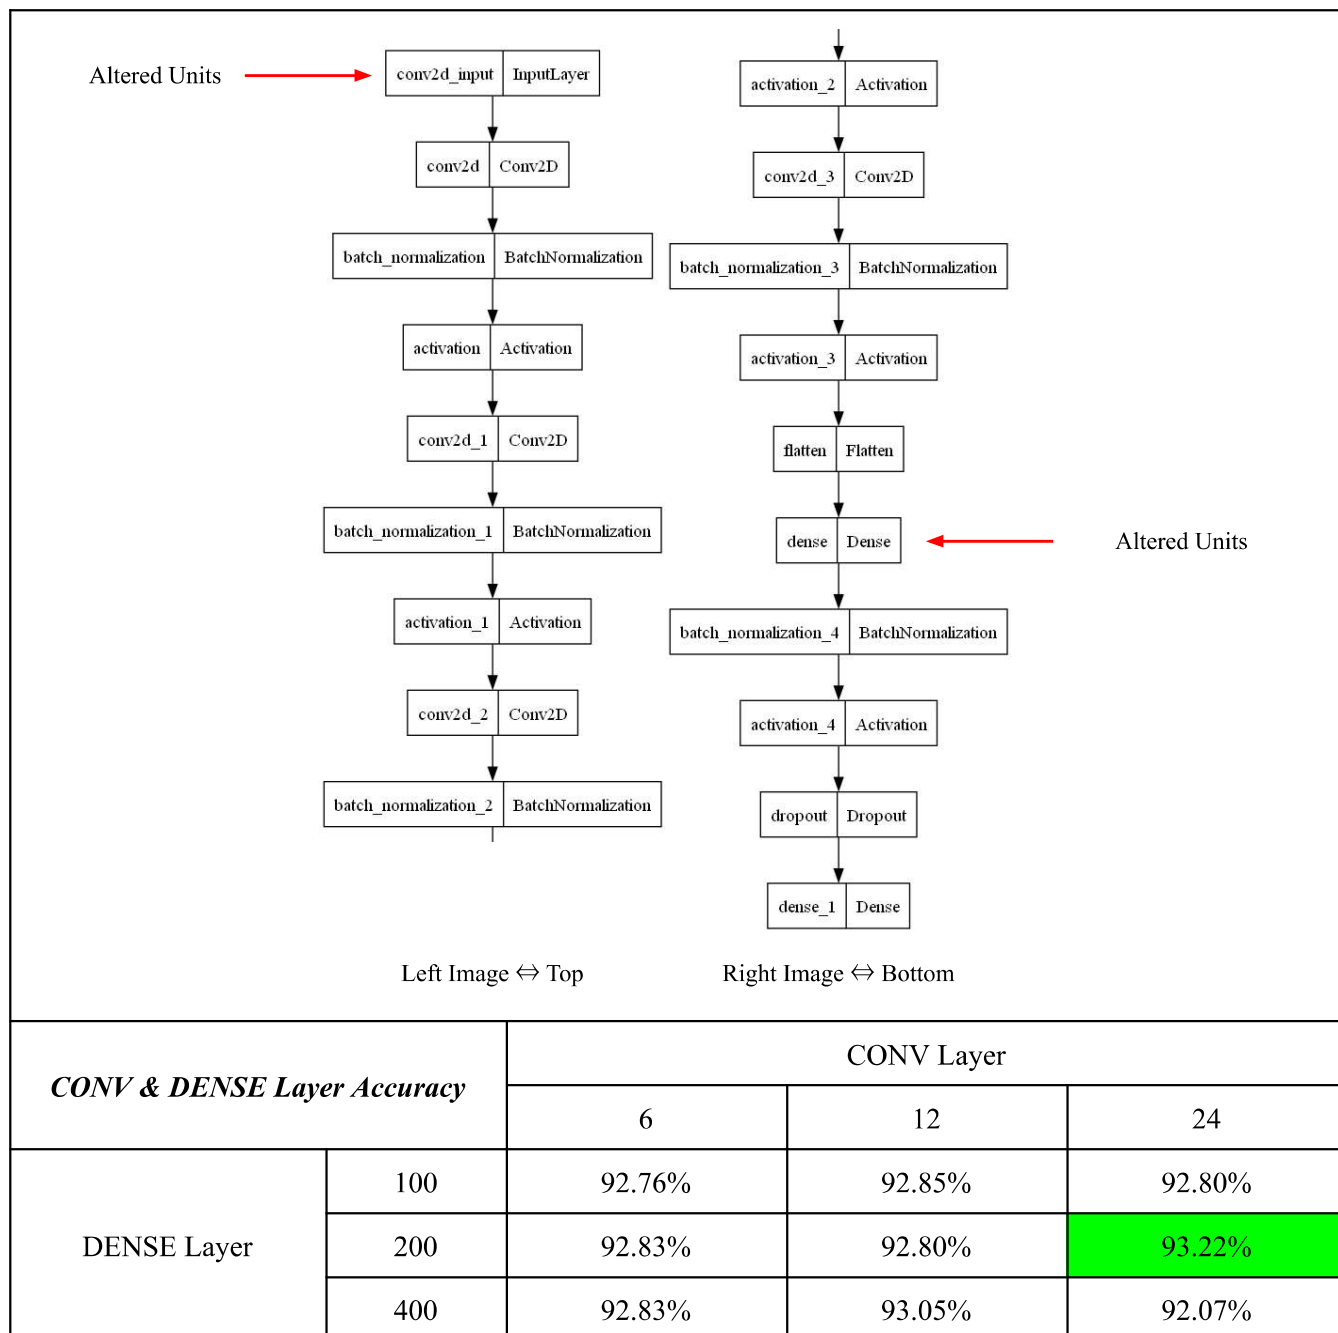 Altered Units
conv2d_input InputLayer
conv2d Conv2D
batch_normalization BatchNormalization
activation Activation
conv2d_1 Conv2D
batch_normalization_1 BatchNormalization
activation_1 Activation
conv2d_2 Conv2D
batch_normalization_2 BatchNormalization
Left Image ⇔ Top
activation_2 Activation
conv2d_3 Conv2D
batch_normalization_3 BatchNormalization
activation_3 Activation
flatten Flatten
dense Dense
Altered Units
batch_normalization_4 BatchNormalization
activation_4 Activation
dropout Dropout
dense_1 Dense
Right Image ⇔ Bottom
CONV & DENSE Layer Accuracy
CONV Layer
6 12 24
DENSE Layer
100 92.76% 92.85% 92.80%
200 92.83% 92.80% 93.22%
400 92.83% 93.05% 92.07%